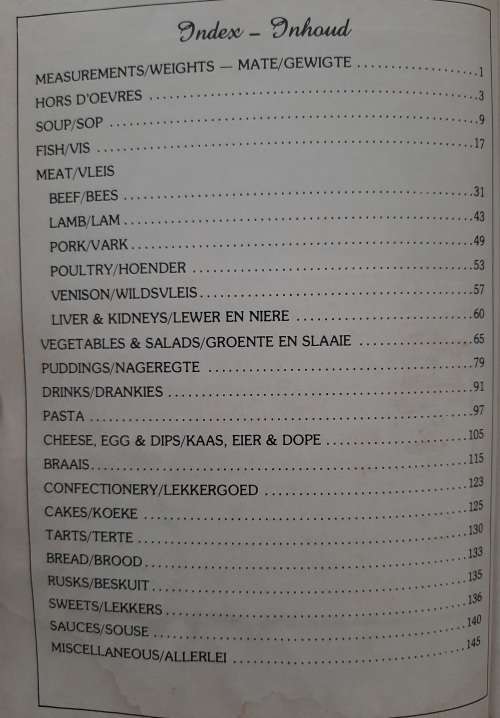 Index – Inhoud
MEASUREMENTS/WEIGHTS — MATE/GEWIGTE ..................1
HORS D'OEVRES ..................3
SOUP/SOP ..................9
FISH/VIS ..................17
MEAT/VLEIS
BEEF/BEES ..................31
LAMB/LAM ..................43
PORK/VARK ..................49
POULTRY/HOENDER ..................53
VENISON/WILDSVLEIS ..................57
LIVER & KIDNEYS/LEWER EN NIERE ..................60
VEGETABLES & SALADS/GROENTE EN SLAAIE ..................65
PUDDINGS/NAGEREGTE ..................79
DRINKS/DRANKIES ..................91
PASTA ..................97
CHEESE, EGG & DIPS/KAAS, EIER & DOPE ..................105
BRAAIS ..................115
CONFECTIONERY/LEKKERGOED ..................123
CAKES/KOEKE ..................125
TARTS/TERTE ..................130
BREAD/BROOD ..................133
RUSKS/BESKUIT ..................135
SWEETS/LEKKERS ..................136
SAUCES/SOUSE ..................140
MISCELLANEOUS/ALLERLEI ..................145